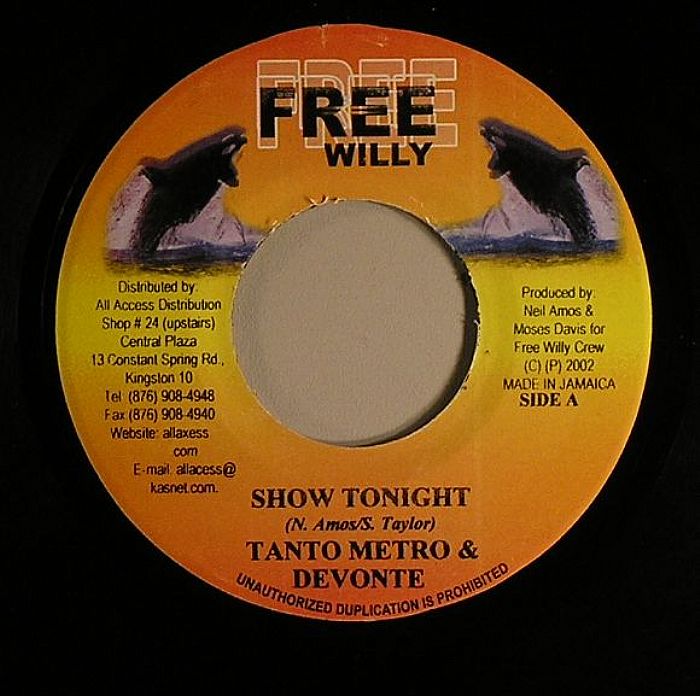 FREE
WILLY
Distributed by:
All Access Distribution
Shop # 24 (upstairs)
Central Plaza
13 Constant Spring Rd.,
Kingston 10
Tel: (876) 908-4948
Fax (876) 908-4940
Website: allaxess
com
E-mail: allacess@
kasnet.com.
Produced by:
Neil Amos &
Moses Davis for
Free Willy Crew
(C) (P) 2002
MADE IN JAMAICA
SIDE A
SHOW TONIGHT
(N. Amos/S. Taylor)
TANTO METRO &
DEVONTE
UNAUTHORIZED DUPLICATION IS PROHIBITED